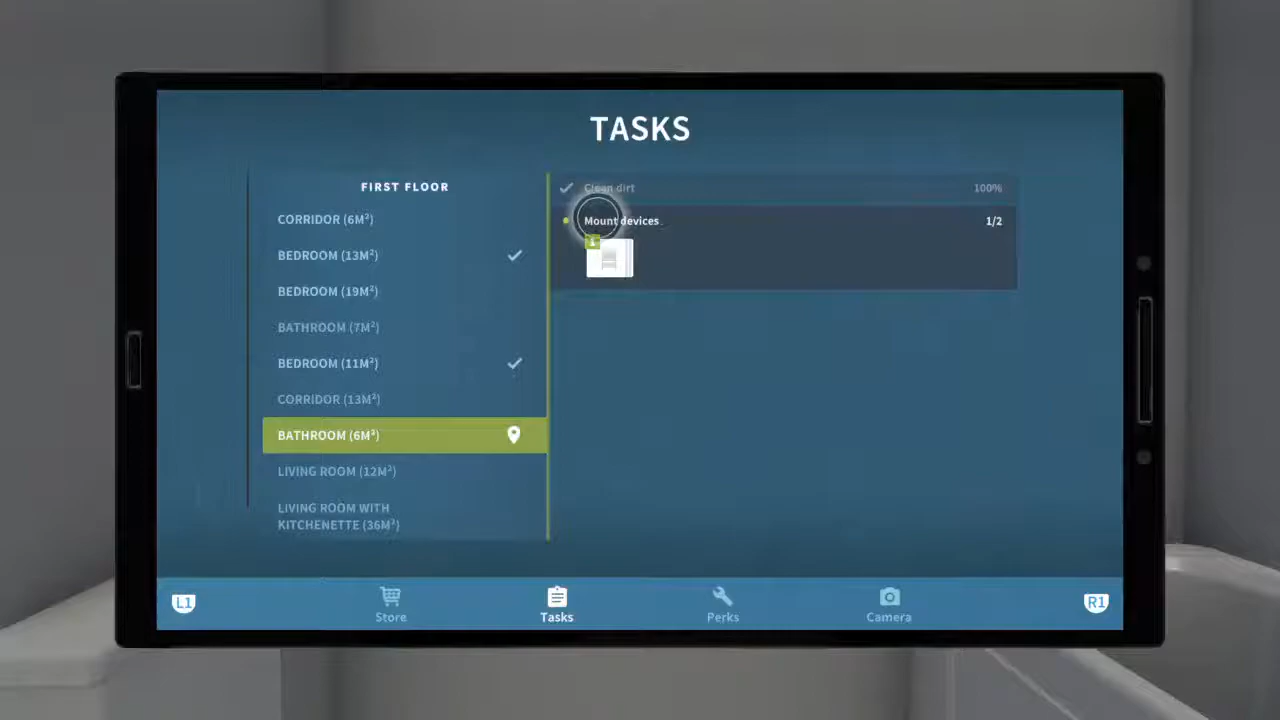 TASKS
FIRST FLOOR
CORRIDOR (6M²)
BEDROOM (13M²)
BEDROOM (19M²)
BATHROOM (7M²)
BEDROOM (11M²)
CORRIDOR (13M²)
BATHROOM (6M²)
LIVING ROOM (12M²)
LIVING ROOM WITH
KITCHENETTE (36M²)
Clean dirt 100%
Mount devices 1/2
1
L1
Store
Tasks
Perks
Camera
R1